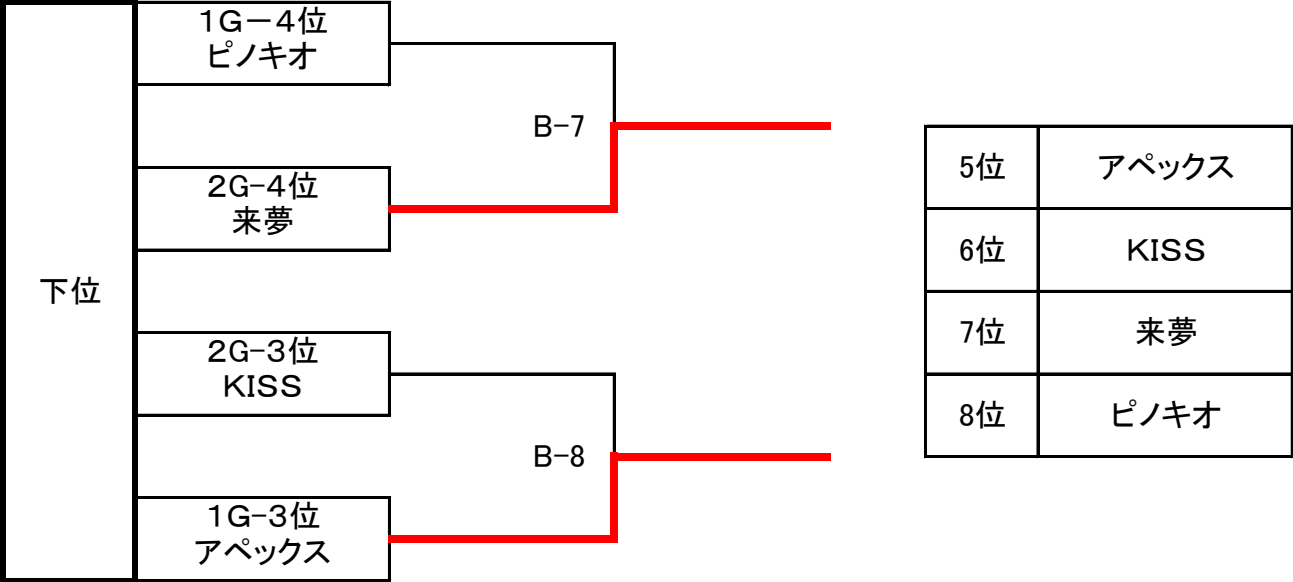 1G－4位
ピノキオ
B-7
2G-4位
来夢
下位
2G-3位
KISS
B-8
1G-3位
アペックス
5位 アペックス
6位 KISS
7位 来夢
8位 ピノキオ